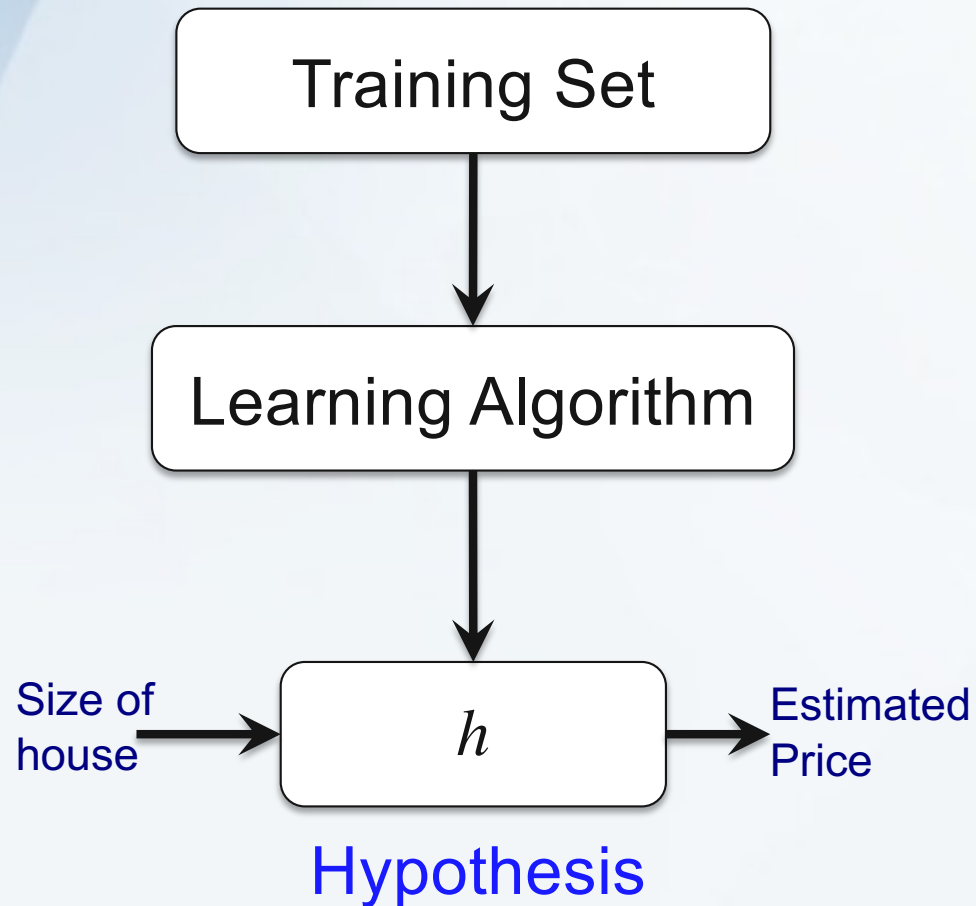 Training Set
Learning Algorithm
Size of
house
h
Estimated
Price
Hypothesis